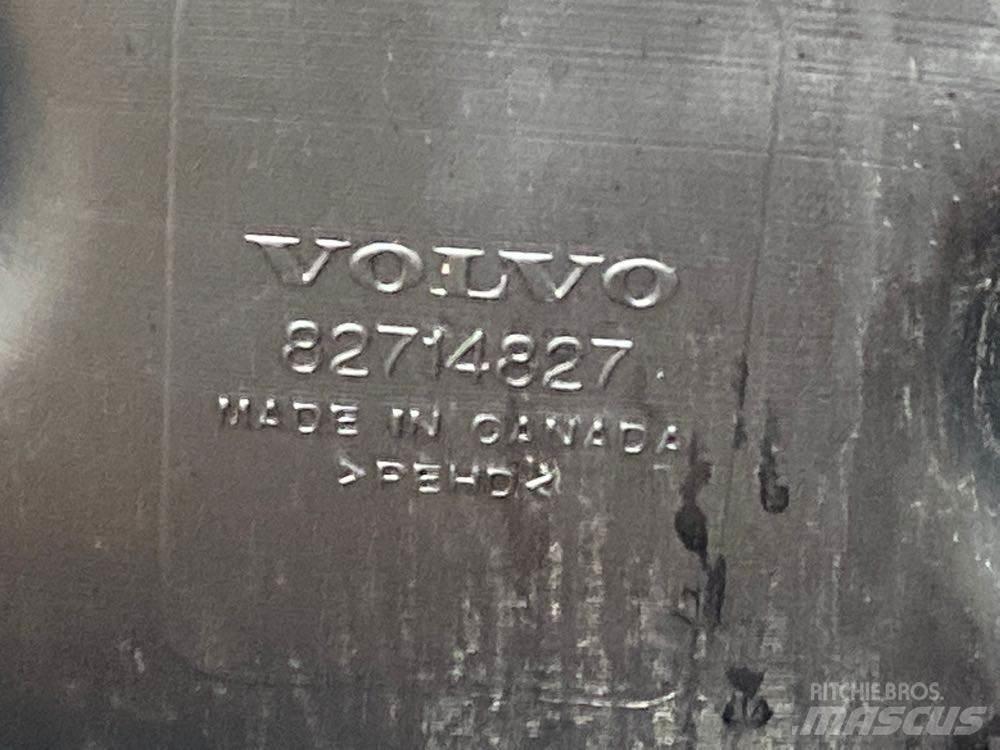 VOLVO
82714827
MADE IN CANADA
>PEHD<
RITCHIE BROS.
MASCUS